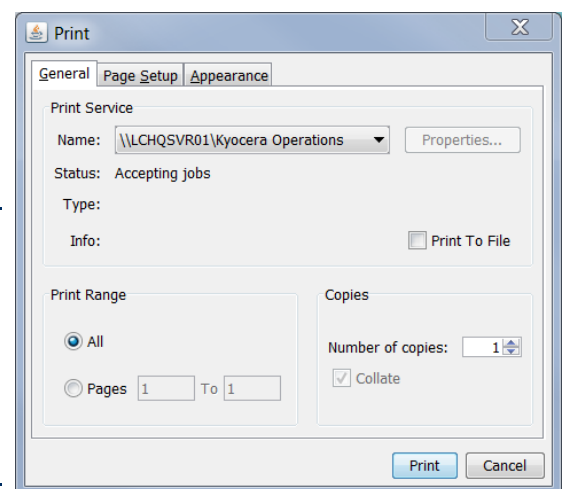 Print
General Page Setup Appearance
Print Service
Name: \\LCHQSVR01\Kyocera Operations Properties...
Status: Accepting jobs
Type:
Info: Print To File
Print Range Copies
All
Number of copies: 1
Pages 1 To 1 Collate
Print Cancel